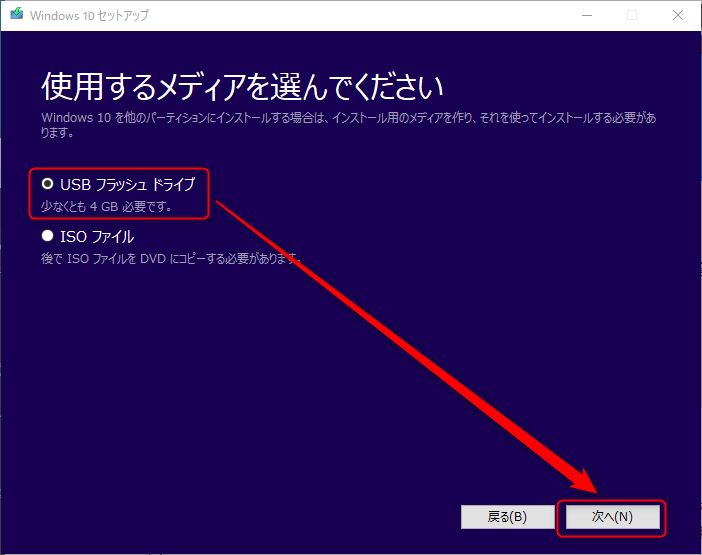 Windows 10 セットアップ
使用するメディアを選んでください
Windows 10 を他のパーティションにインストールする場合は、インストール用のメディアを作り、それを使ってインストールする必要があ
ります。
USB フラッシュ ドライブ
少なくとも 4 GB 必要です。
ISO ファイル
後で ISO ファイルを DVD にコピーする必要があります。
戻る(B)
次へ(N)